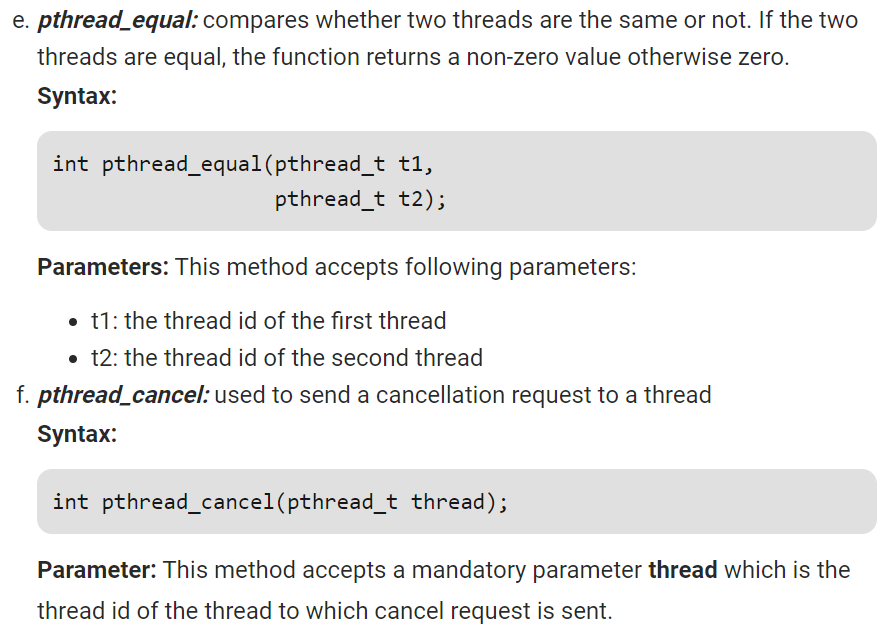 e. pthread_equal: compares whether two threads are the same or not. If the two
threads are equal, the function returns a non-zero value otherwise zero.
Syntax:
int pthread_equal(pthread_t t1,
                  pthread_t t2);
Parameters: This method accepts following parameters:
• t1: the thread id of the first thread
• t2: the thread id of the second thread
f. pthread_cancel: used to send a cancellation request to a thread
Syntax:
int pthread_cancel(pthread_t thread);
Parameter: This method accepts a mandatory parameter thread which is the
thread id of the thread to which cancel request is sent.